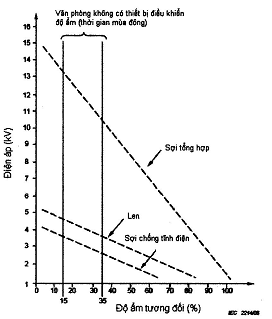 Văn phòng không có thiết bị điều khiển
độ ẩm (thời gian mùa đông)
16
15
14
13
12
11
10
9
8
7
6
5
4
3
2
1
Điện áp (kV)
Sợi tổng hợp
Len
Sợi chống tĩnh điện
0 10 20 30 40 50 60 70 80 90 100
15 35
Độ ẩm tương đối (%)
IEC 2214/08